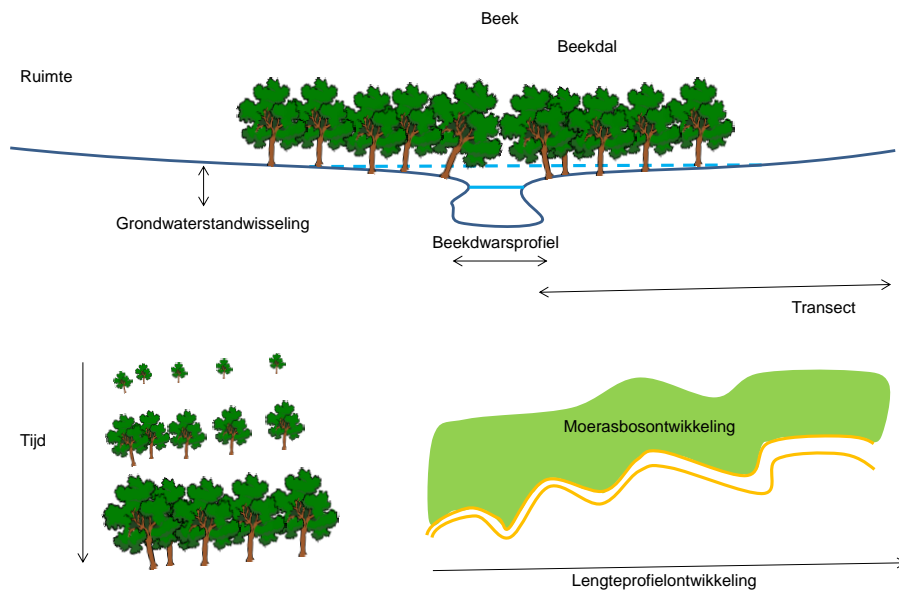 Beek
Beekdal
Ruimte
Grondwaterstandwisseling
Beekdwarsprofiel
Transect
Tijd
Moerasbosontwikkeling
Lengteprofielontwikkeling